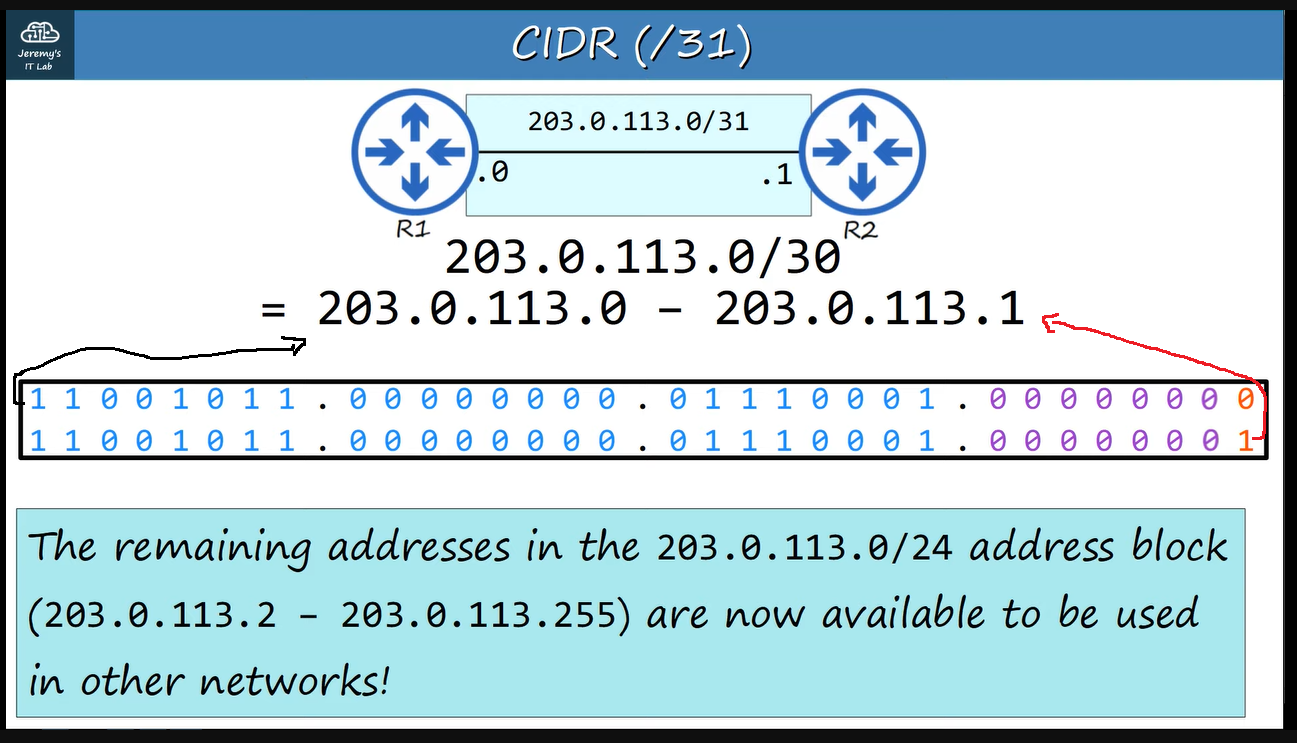 Jeremy's
IT Lab
CIDR (/31)
203.0.113.0/31
.0
.1
R1
R2
203.0.113.0/30
= 203.0.113.0 – 203.0.113.1
1 1 0 0 1 0 1 1 . 0 0 0 0 0 0 0 0 . 0 1 1 1 0 0 0 1 . 0 0 0 0 0 0 0 0
1 1 0 0 1 0 1 1 . 0 0 0 0 0 0 0 0 . 0 1 1 1 0 0 0 1 . 0 0 0 0 0 0 0 1
The remaining addresses in the 203.0.113.0/24 address block
(203.0.113.2 – 203.0.113.255) are now available to be used
in other networks!